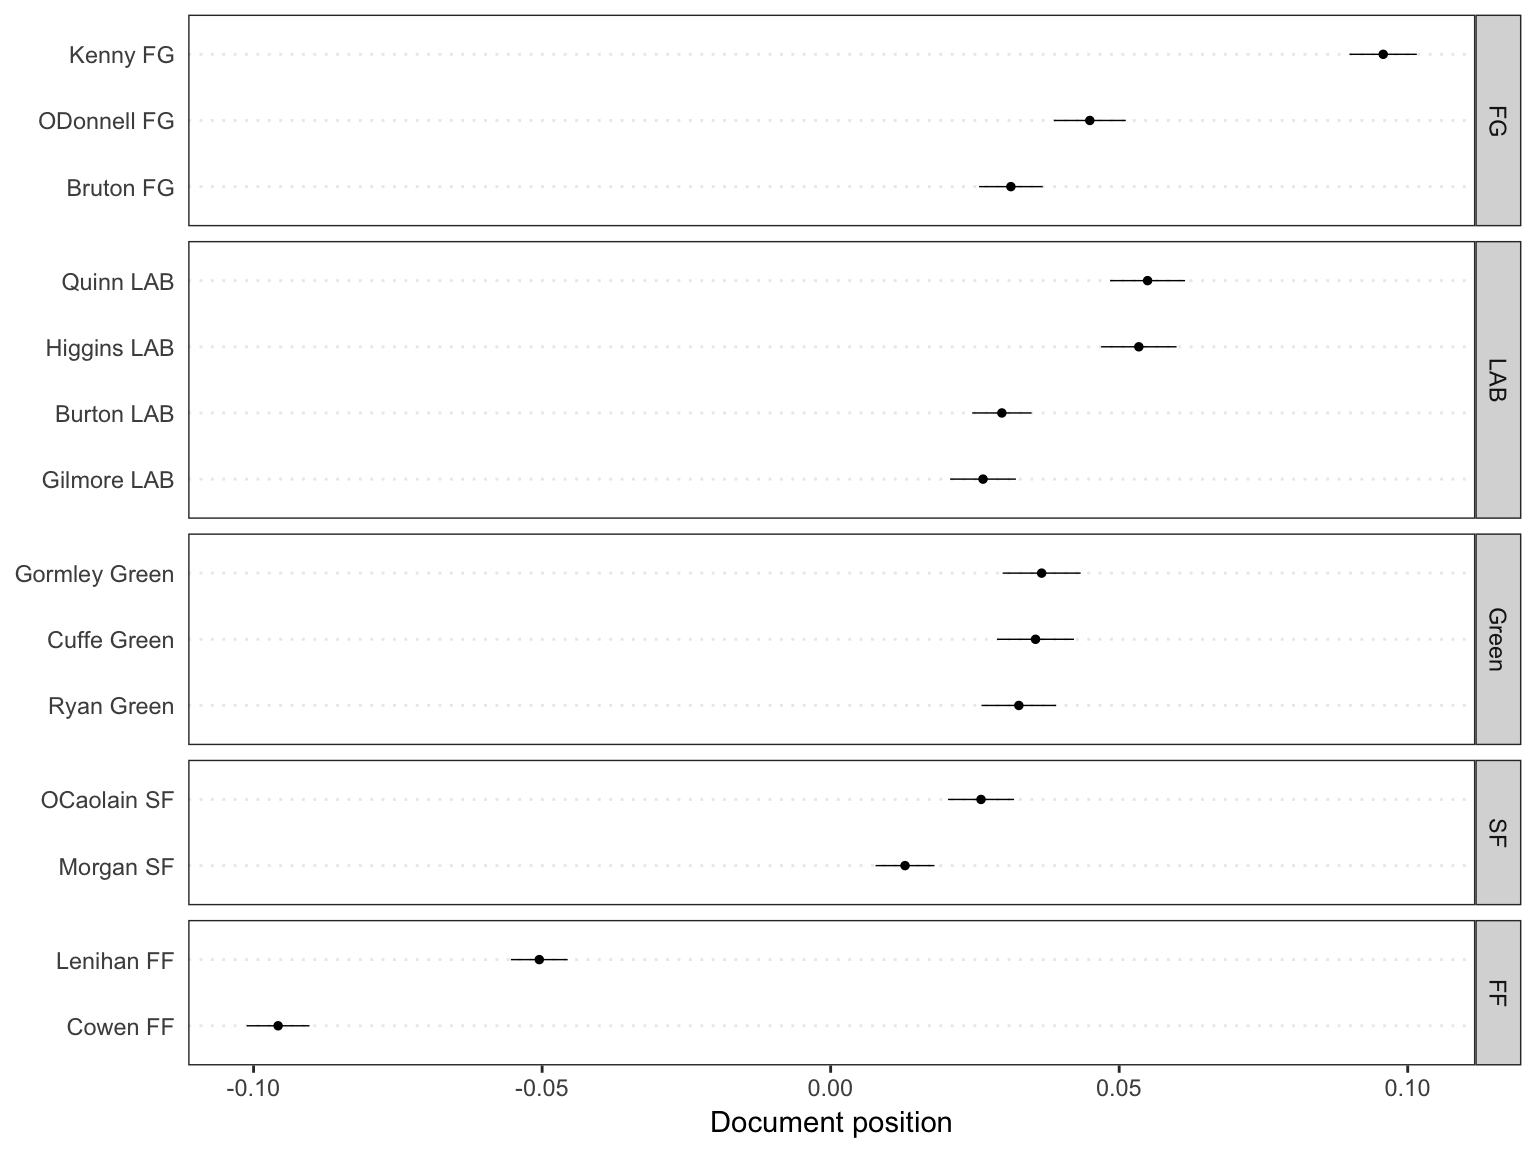 Kenny FG
ODonnell FG
Bruton FG
FG
Quinn LAB
Higgins LAB
Burton LAB
Gilmore LAB
LAB
Gormley Green
Cuffe Green
Ryan Green
Green
OCaolain SF
Morgan SF
SF
Lenihan FF
Cowen FF
FF
-0.10 -0.05 0.00 0.05 0.10
Document position